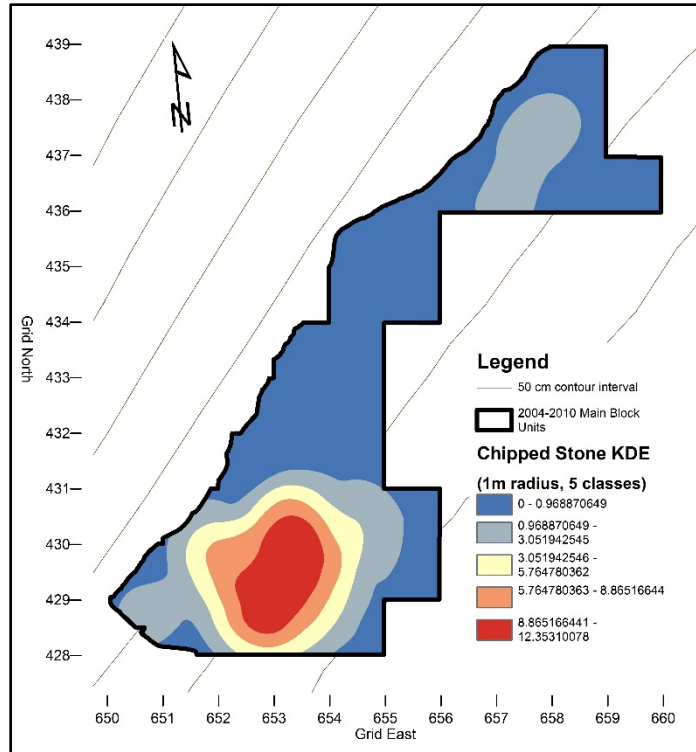 439
438
437
436
435
434
433
432
431
430
429
428
Grid North
N
Legend
50 cm contour interval
2004-2010 Main Block
Units
Chipped Stone KDE
(1m radius, 5 classes)
0 - 0.968870649
0.968870649 -
3.051942545
3.051942546 -
5.764780362
5.764780363 - 8.86516644
8.865166441 -
12.35310078
650 651 652 653 654 655 656 657 658 659 660
Grid East